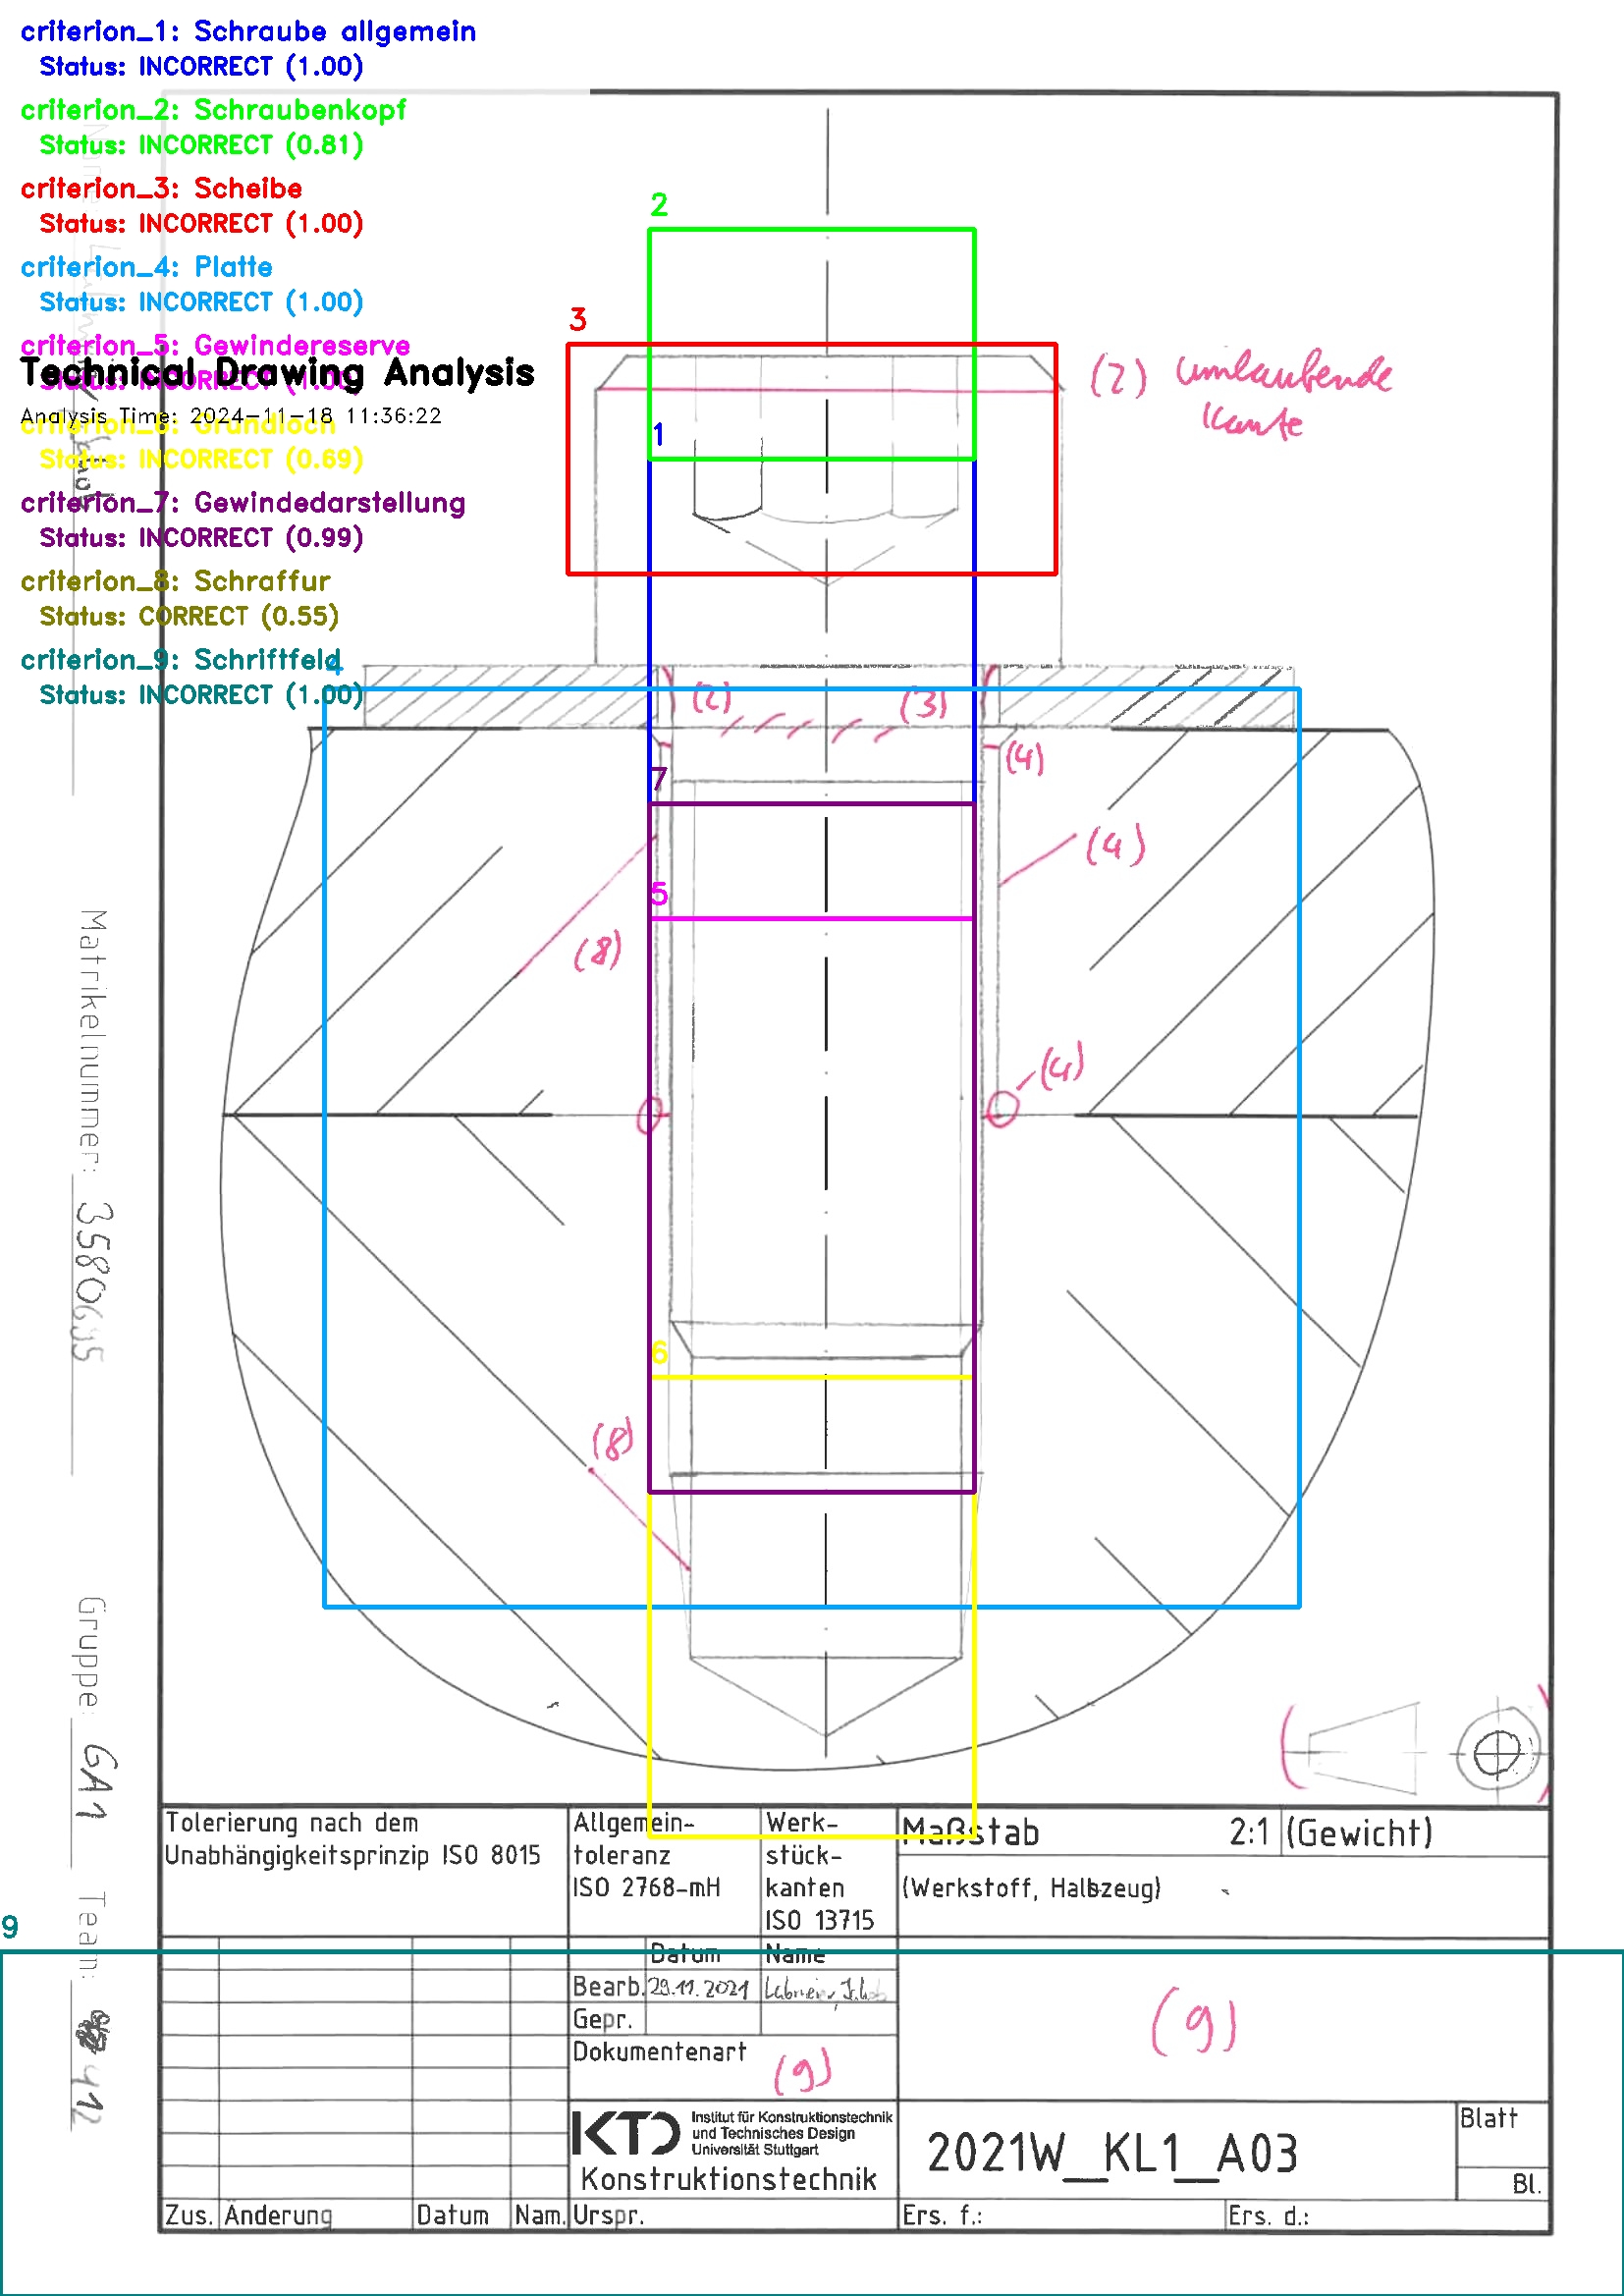 criterion_1: Schraube allgemein
Status: INCORRECT (1.00)
criterion_2: Schraubenkopf
Status: INCORRECT (0.81)
criterion_3: Scheibe
Status: INCORRECT (1.00)
criterion_4: Platte
Status: INCORRECT (1.00)
criterion_5: Gewindereserve
Status: INCORRECT (1.00)
Technical Drawing Analysis
Analysis Time: 2024-11-18 11:36:22
criterion_6: Grundloch
Status: INCORRECT (0.69)
criterion_7: Gewindedarstellung
Status: INCORRECT (0.99)
criterion_8: Schraffur
Status: CORRECT (0.55)
criterion_9: Schriftfeld
Status: INCORRECT (1.00)
2
3
1
4
7
5
6
9
(2) umlaufende
Kante
(2)
(3)
(4)
(4)
(8)
(4)
(8)
Matrikelnummer: 3580655
Gruppe: GA1
Team: 412
Tolerierung nach dem
Unabhängigkeitsprinzip ISO 8015
Allgemein-
toleranz
ISO 2768-mH
Werk-
stück-
kanten
ISO 13715
Maßstab 2:1 (Gewicht)
(Werkstoff, Halbzeug)
Datum Name
Bearb. 29.11.2021
Gepr.
Dokumentenart
(9)
(9)
KTD
Institut für Konstruktionstechnik
und Technisches Design
Universität Stuttgart
Konstruktionstechnik
2021W_KL1_A03
Blatt
Bl.
Zus. Änderung Datum Nam. Urspr. Ers. f.: Ers. d.: